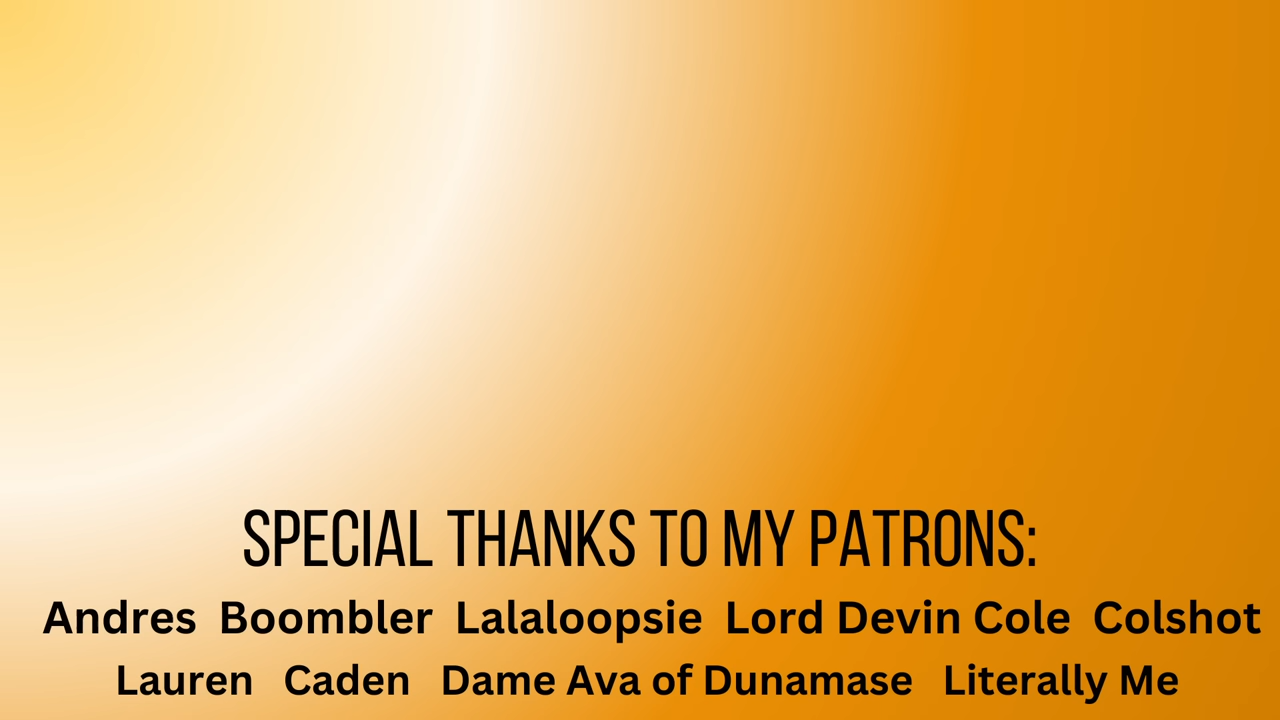 SPECIAL THANKS TO MY PATRONS:
Andres Boombler Lalaloopsie Lord Devin Cole Colshot
Lauren Caden Dame Ava of Dunamase Literally Me